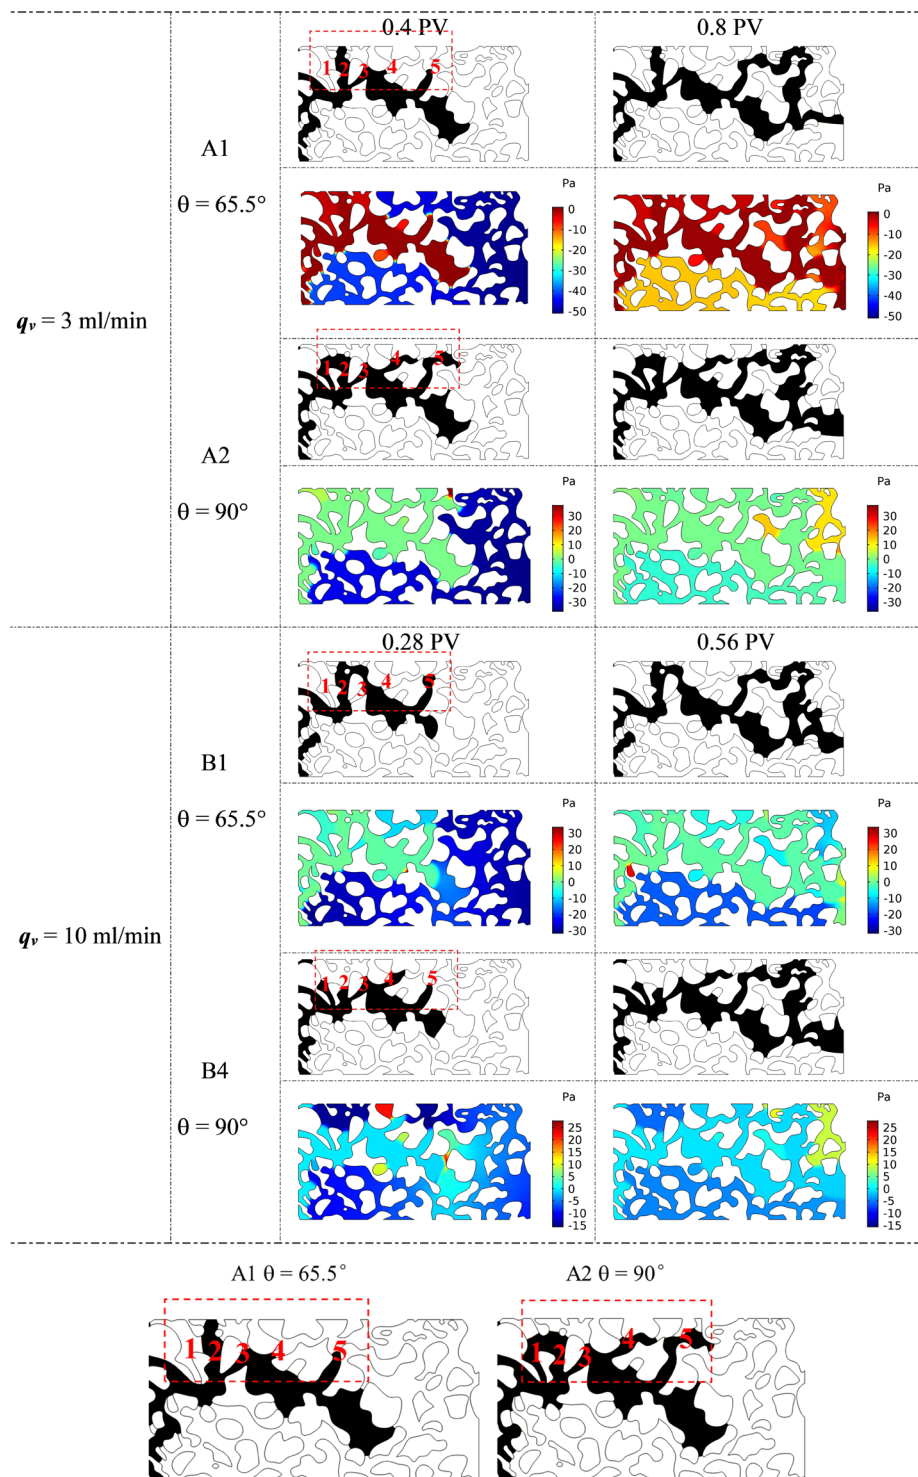 0.4 PV 0.8 PV
1 2 3 4 5
A1
Pa Pa
θ = 65.5°
0 0
-10 -10
-20 -20
-30 -30
-40 -40
-50 -50
qv = 3 ml/min
1 2 3 4 5
A2
Pa Pa
θ = 90°
30 30
20 20
10 10
0 0
-10 -10
-20 -20
-30 -30
0.28 PV 0.56 PV
1 2 3 4 5
B1
Pa Pa
θ = 65.5°
30 30
20 20
10 10
0 0
-10 -10
-20 -20
-30 -30
qv = 10 ml/min
1 2 3 4 5
B4
Pa Pa
θ = 90°
25 25
20 20
15 15
10 10
5 5
0 0
-5 -5
-10 -10
-15 -15
A1 θ = 65.5° A2 θ = 90°
1 2 3 4 5 1 2 3 4 5